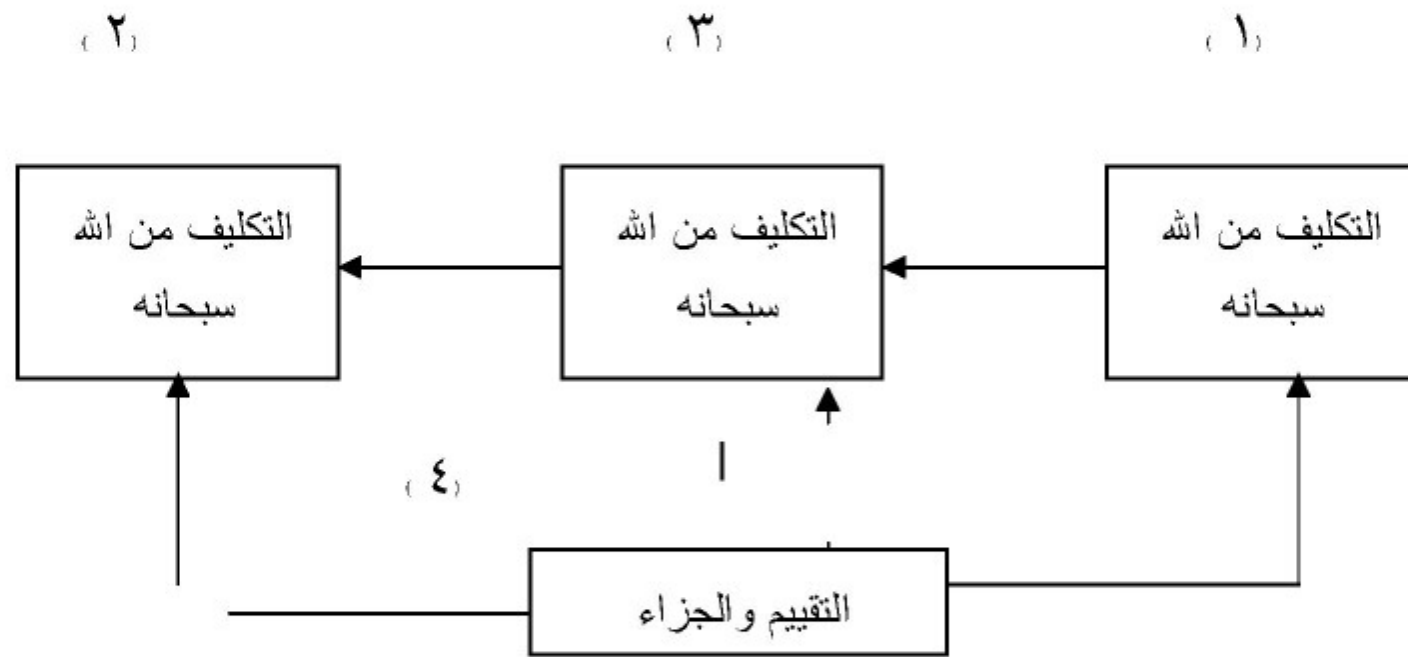 (١)
(٣)
(٢)
التكليف من الله
سبحانه
التكليف من الله
سبحانه
التكليف من الله
سبحانه
ا
(٤)
التقييم والجزاء